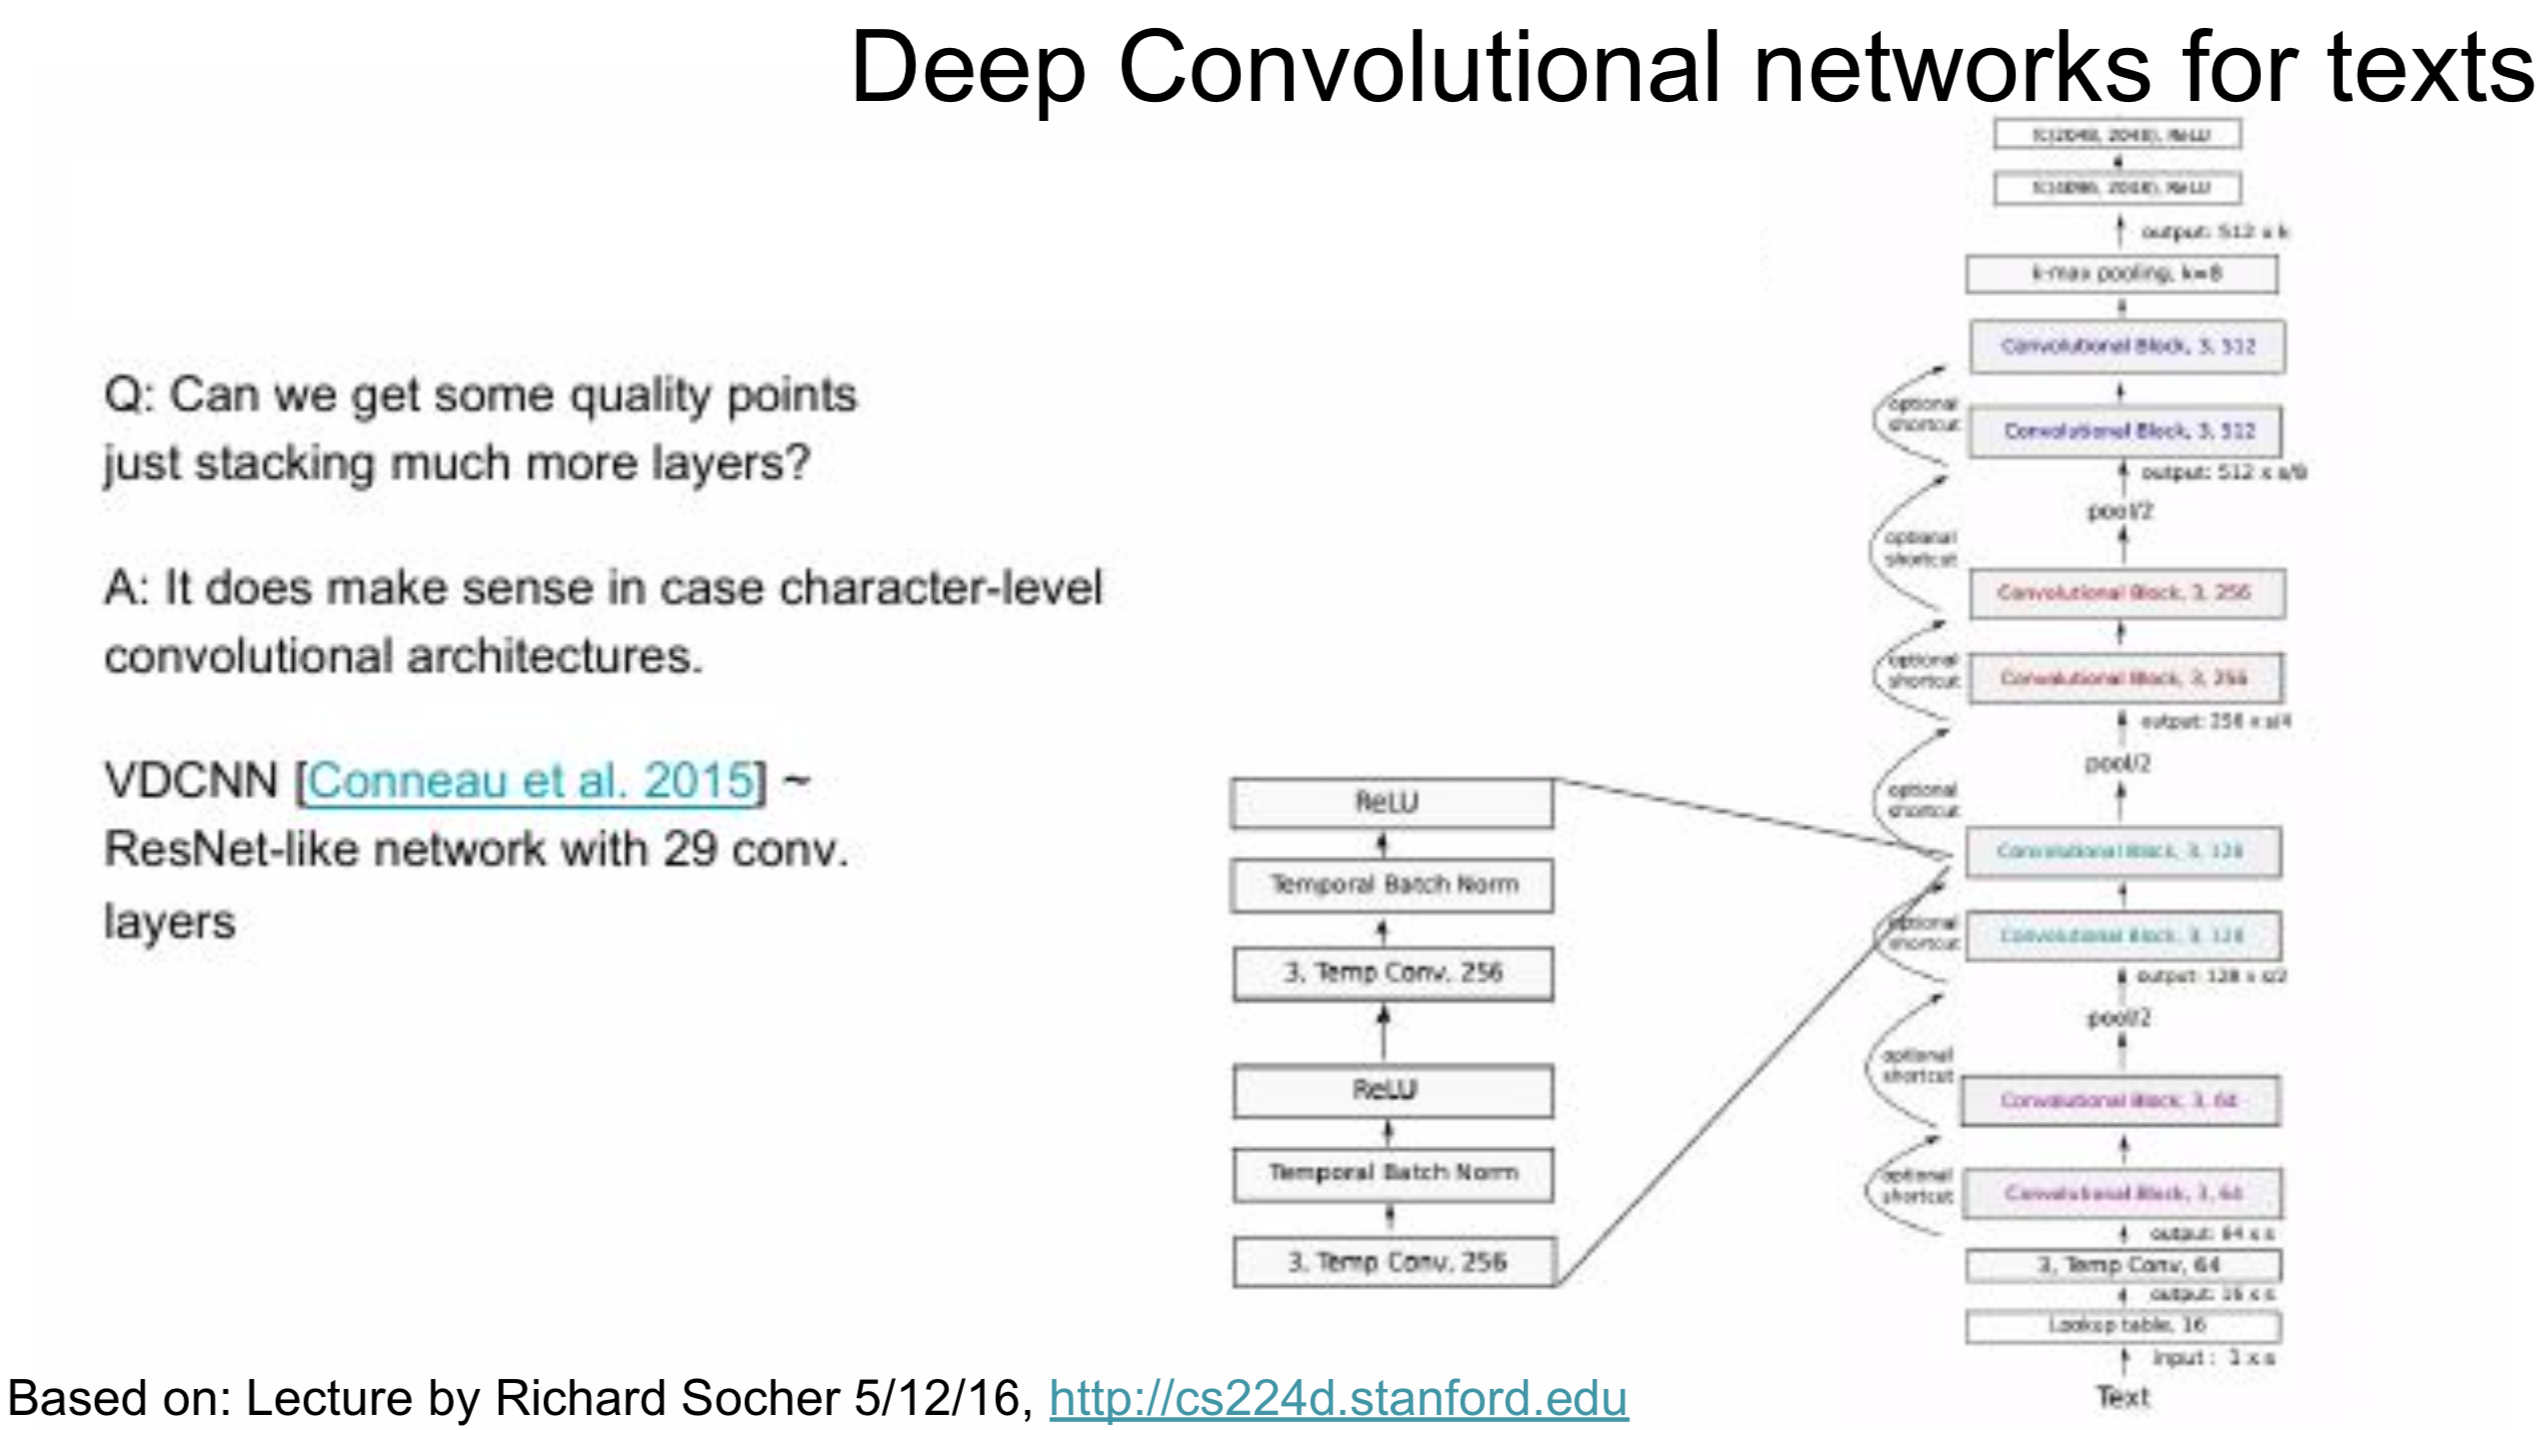 Deep Convolutional networks for texts
Q: Can we get some quality points
just stacking much more layers?
A: It does make sense in case character-level
convolutional architectures.
VDCNN [Conneau et al. 2015] ~
ResNet-like network with 29 conv.
layers
ReLU
Temporal Batch Norm
3, Temp Conv, 256
ReLU
Temporal Batch Norm
3, Temp Conv, 256
fc(2048, 2048), ReLU
fc(4096, 2048), ReLU
output: 512 x k
k-max pooling, k=8
Convolutional Block, 3, 512
optional
shortcut
Convolutional Block, 3, 512
output: 512 x s/8
pool/2
optional
shortcut
Convolutional Block, 3, 256
optional
shortcut
Convolutional Block, 3, 256
output: 256 x s/4
pool/2
optional
shortcut
Convolutional Block, 3, 128
optional
shortcut
Convolutional Block, 3, 128
output: 128 x s/2
pool/2
optional
shortcut
Convolutional Block, 3, 64
optional
shortcut
Convolutional Block, 3, 64
output: 64 x s
3, Temp Conv, 64
output: 16 x s
Lookup table, 16
input: 1 x s
Text
Based on: Lecture by Richard Socher 5/12/16, http://cs224d.stanford.edu